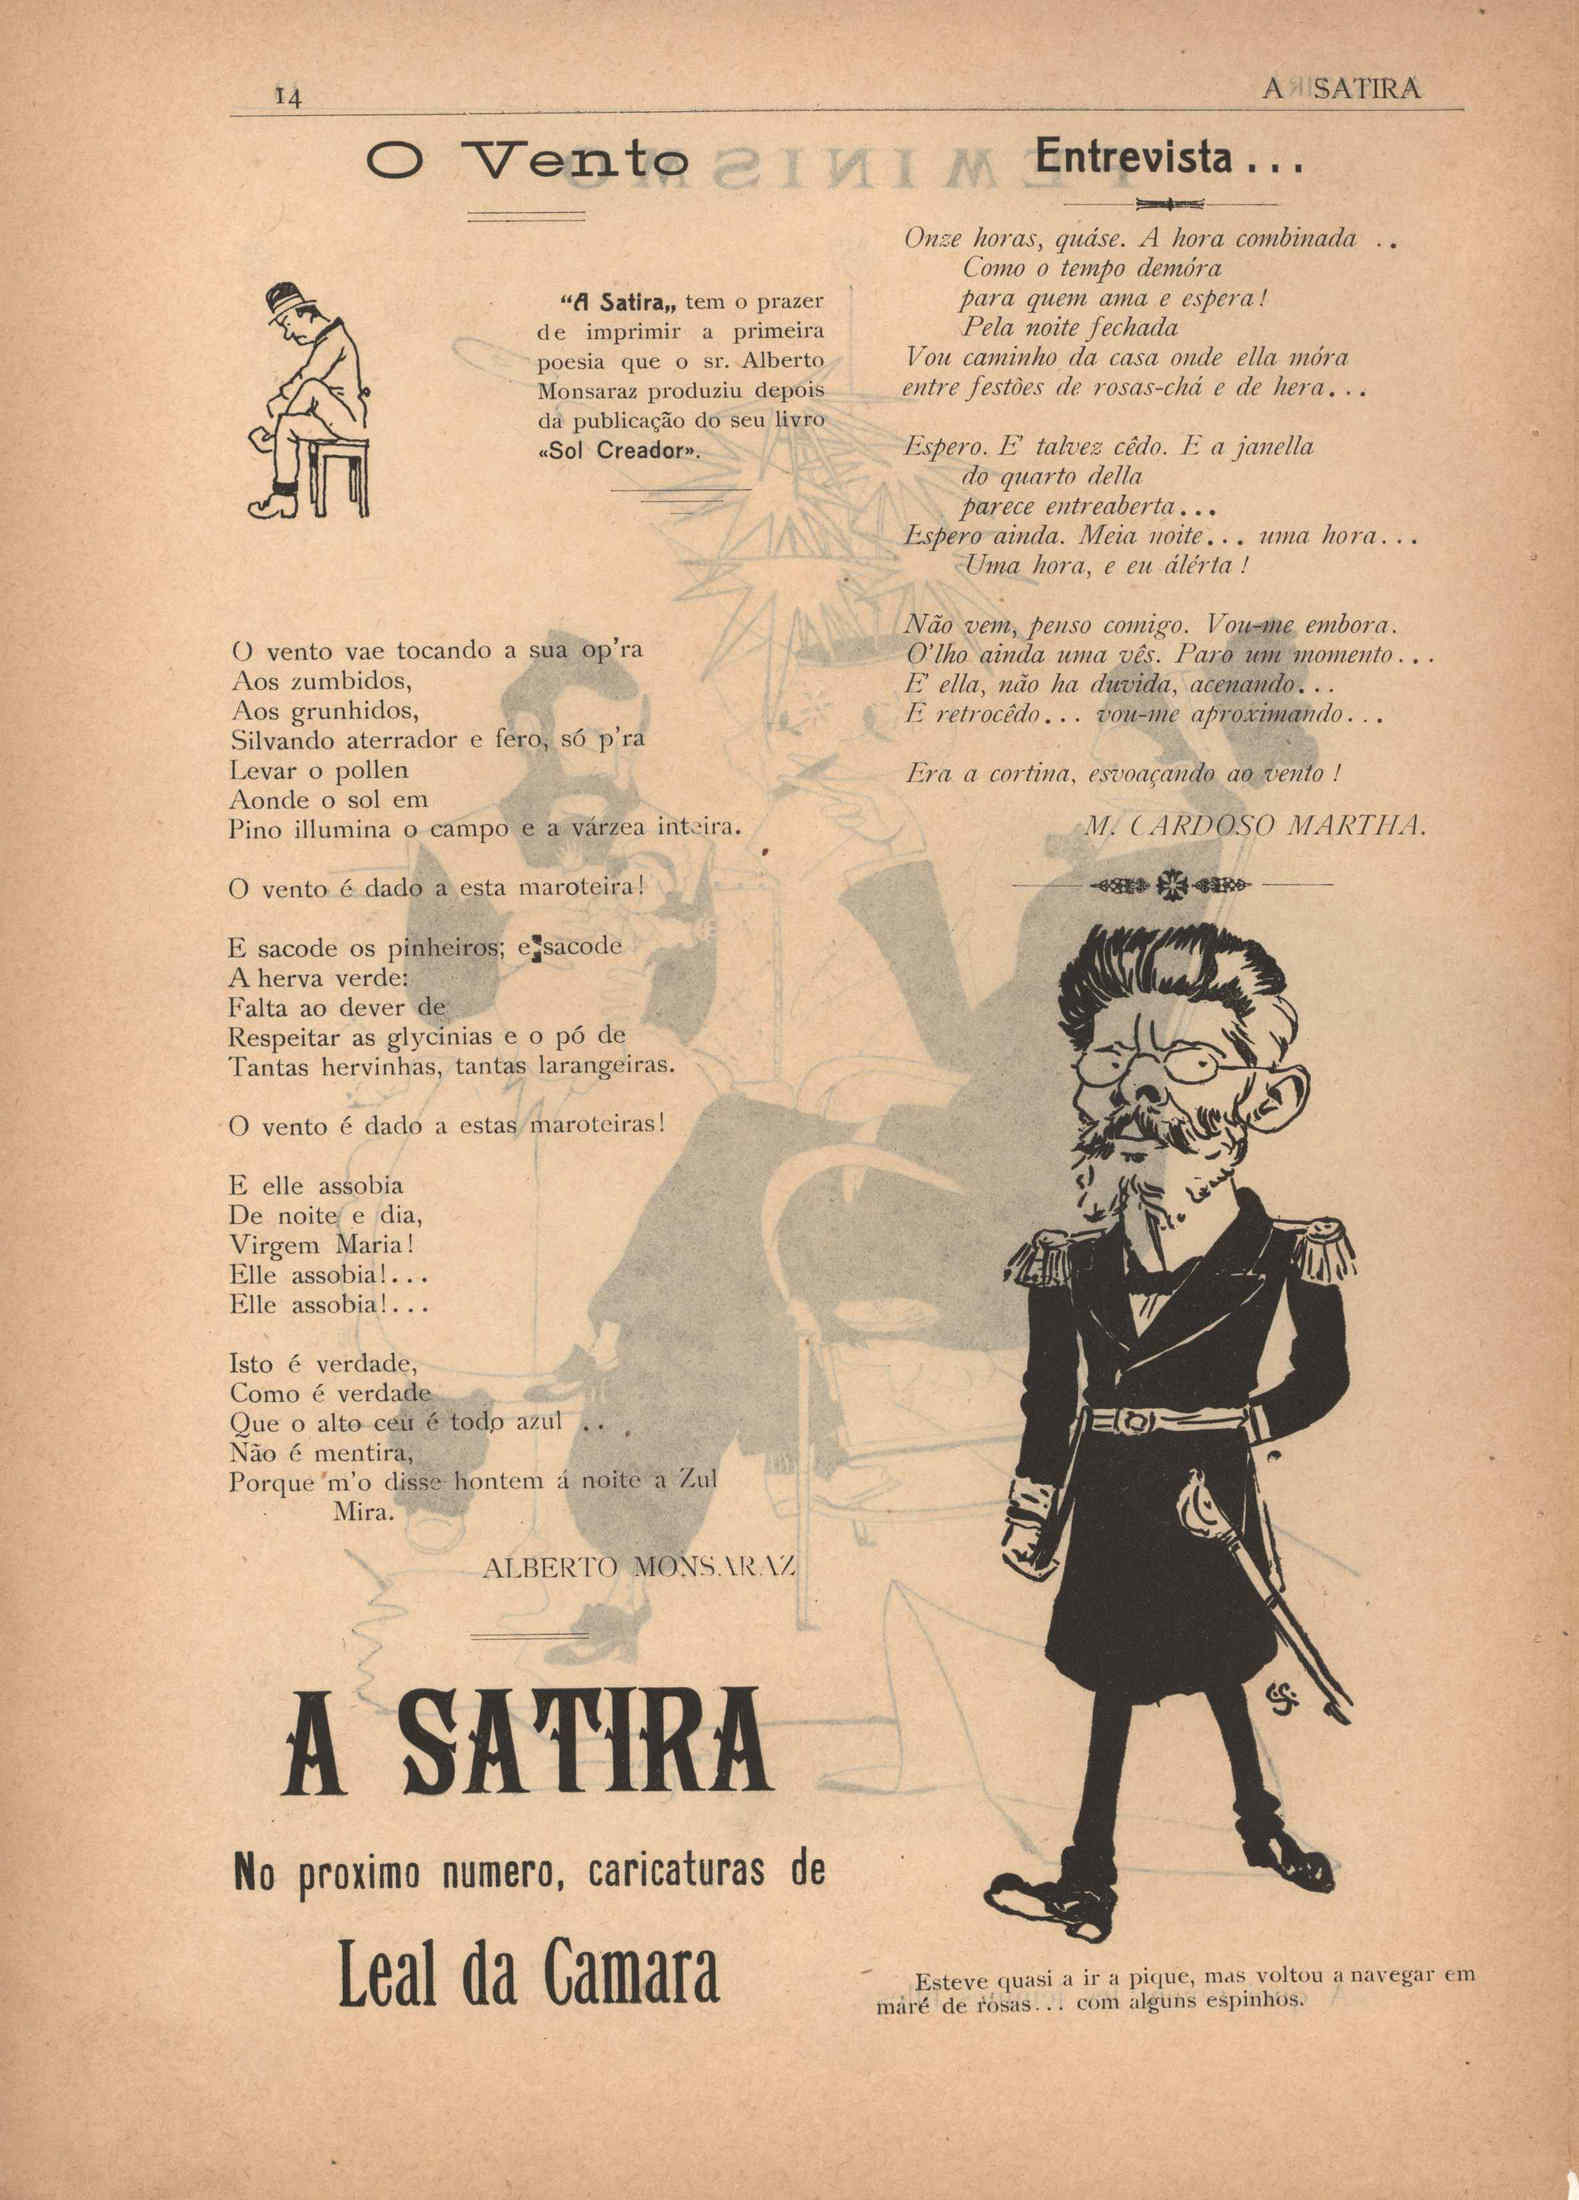 14
A SATIRA
O Vento
“A Satira„ tem o prazer
de imprimir a primeira
poesia que o sr. Alberto
Monsaraz produziu depois
da publicação do seu livro
«Sol Creador».
O vento vae tocando a sua op'ra
Aos zumbidos,
Aos grunhidos,
Silvando aterrador e fero, só p'ra
Levar o pollen
Aonde o sol em
Pino illumina o campo e a várzea inteira.
O vento é dado a esta maroteira!
E sacode os pinheiros; e sacode
A herva verde:
Falta ao dever de
Respeitar as glycinias e o pó de
Tantas hervinhas, tantas larangeiras.
O vento é dado a estas maroteiras!
E elle assobia
De noite e dia,
Virgem Maria!
Elle assobia!...
Elle assobia!...
Isto é verdade,
Como é verdade
Que o alto ceu é todo azul ..
Não é mentira,
Porque m'o disse hontem á noite a Zul
Mira.
ALBERTO MONSARAZ
A SATIRA
No proximo numero, caricaturas de
Leal da Camara
Entrevista...
Onze horas, quáse. A hora combinada ..
Como o tempo demóra
para quem ama e espera!
Pela noite fechada
Vou caminho da casa onde ella móra
entre festões de rosas-chá e de hera...
Espero. E' talvez cêdo. E a janella
do quarto della
parece entreaberta...
Espero ainda. Meia noite... uma hora...
Uma hora, e eu álérta!
Não vem, penso comigo. Vou-me embora.
O'lho ainda uma vês. Paro um momento...
E' ella, não ha duvida, acenando...
E retrocêdo... vou-me aproximando...
Era a cortina, esvoaçando ao vento!
M. CARDOSO MARTHA.
Esteve quasi a ir a pique, mas voltou a navegar em
maré de rosas... com alguns espinhos.